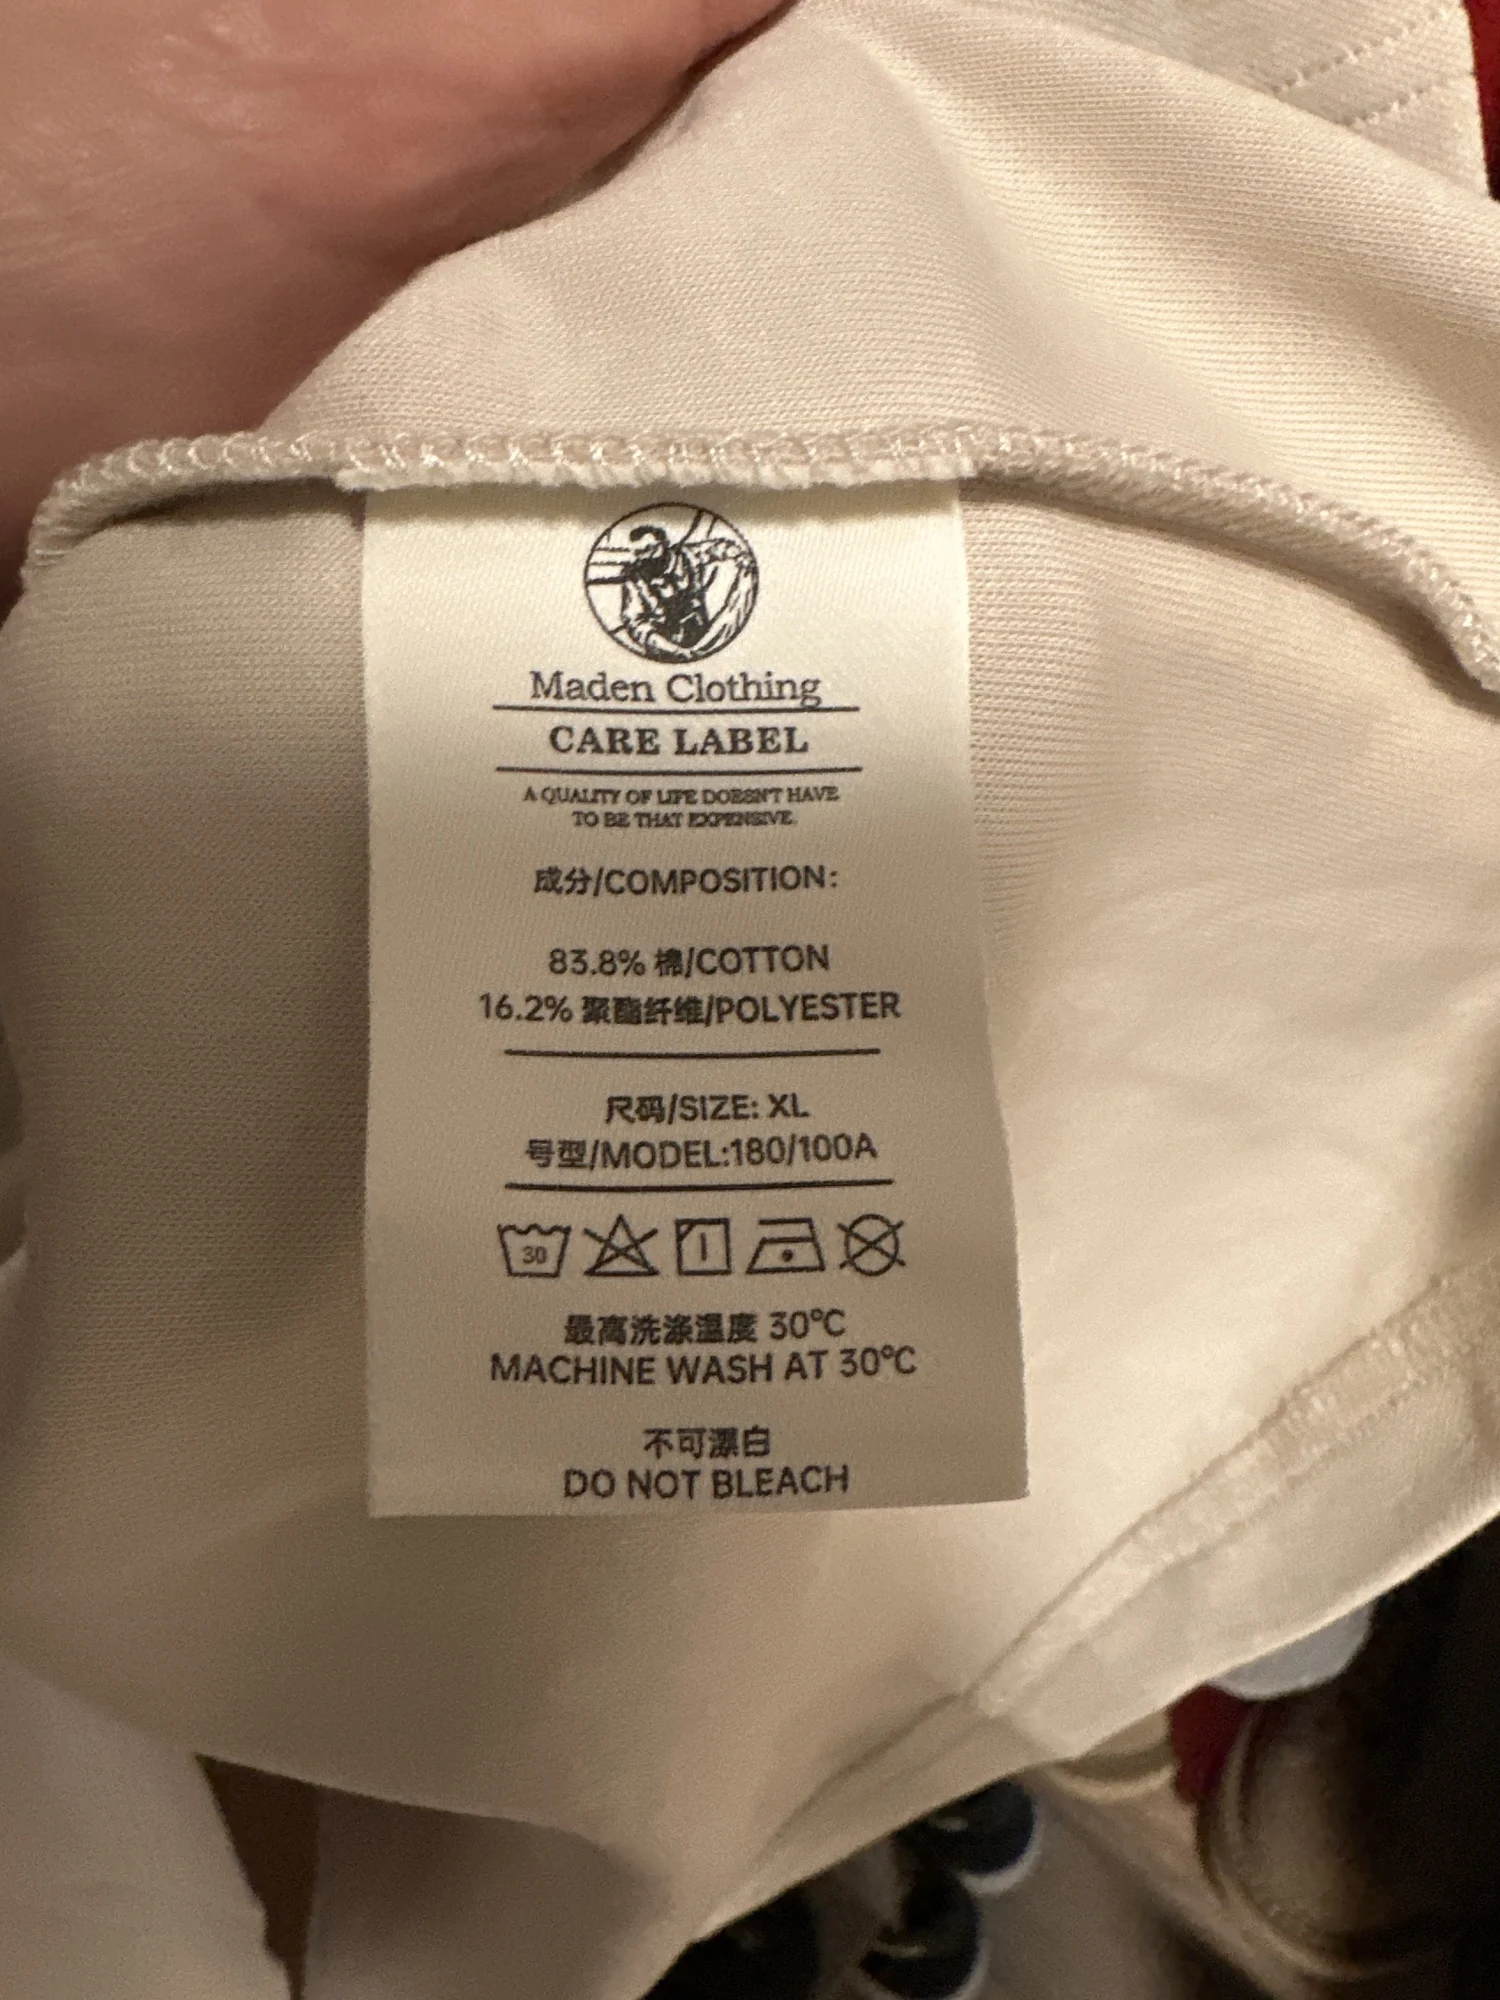 Maden Clothing
CARE LABEL
A QUALITY OF LIFE DOESN'T HAVE
TO BE THAT EXPENSIVE.
成分/COMPOSITION:
83.8% 棉/COTTON
16.2% 聚酯纤维/POLYESTER
尺码/SIZE: XL
号型/MODEL:180/100A
30
最高洗涤温度 30℃
MACHINE WASH AT 30℃
不可漂白
DO NOT BLEACH